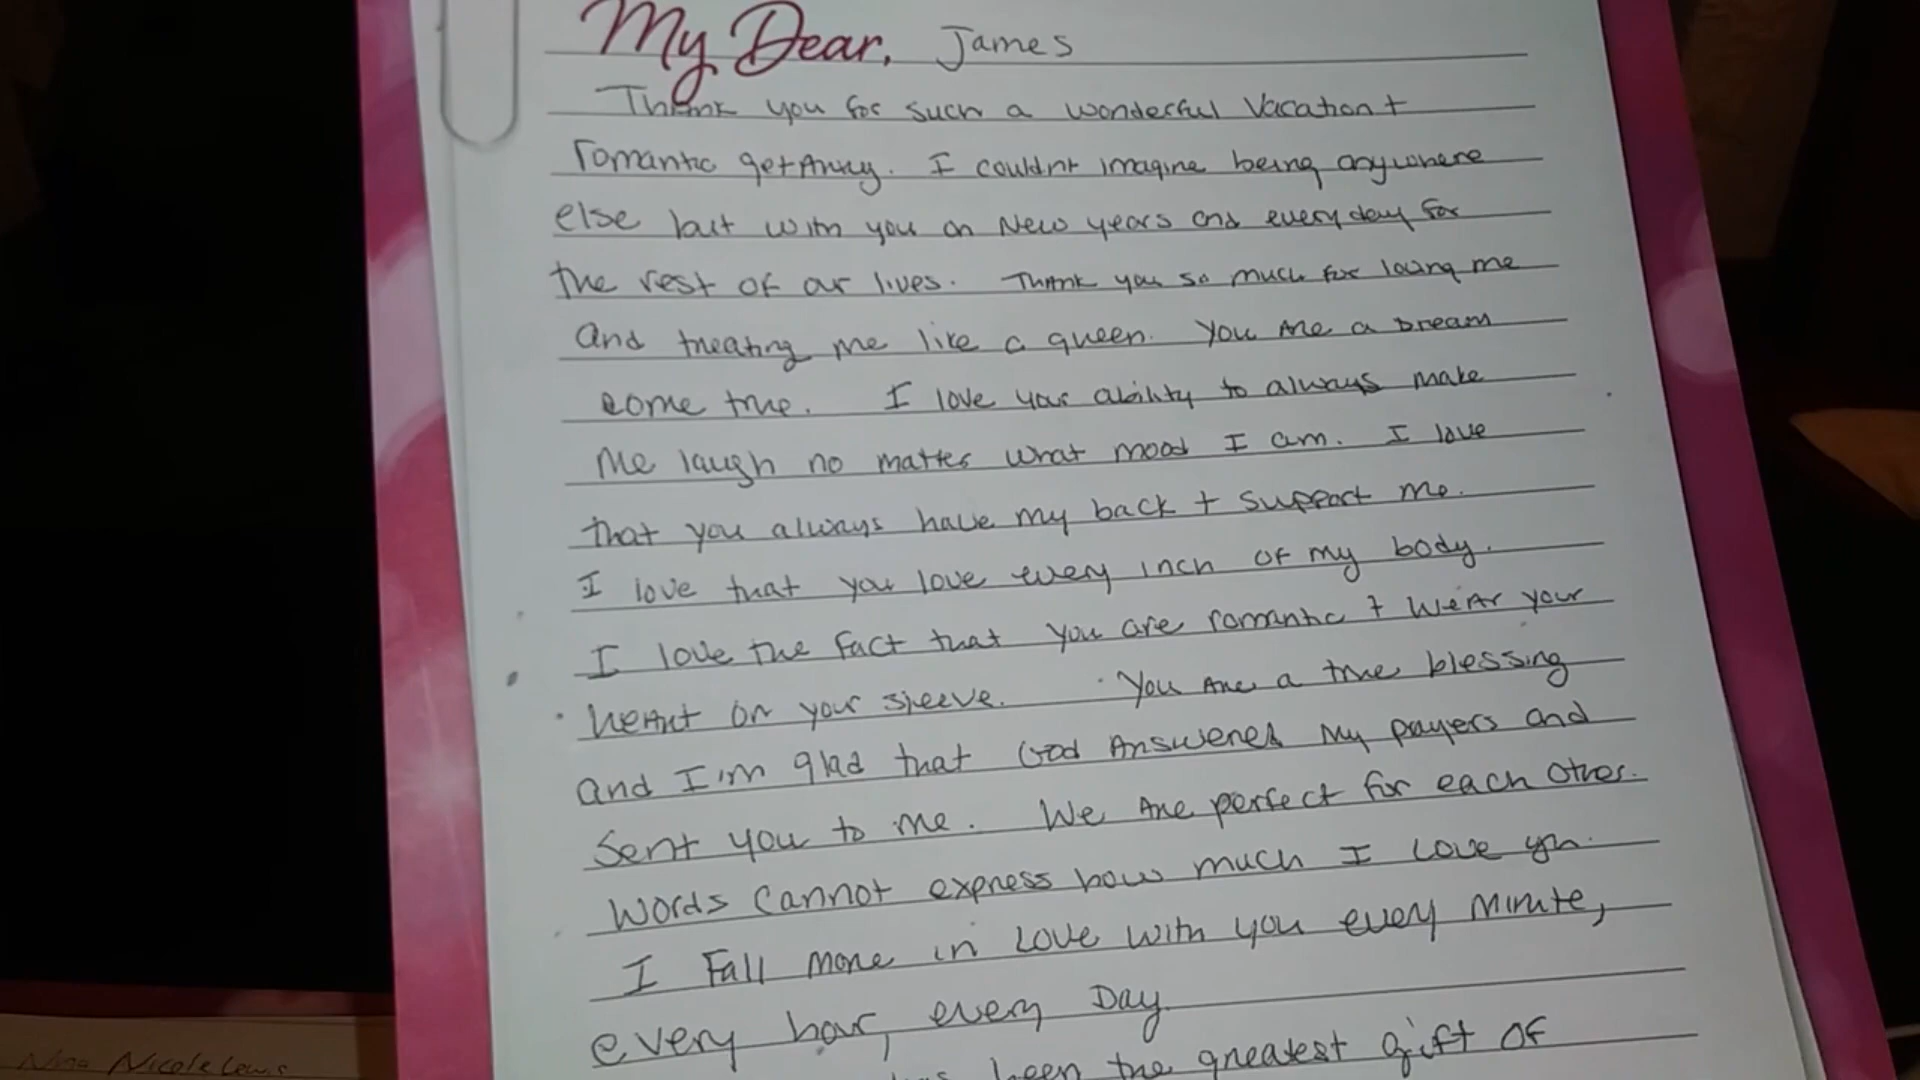 My Dear, James
Thank you for such a wonderful Vacation +
romantic getAway. I couldnt imagine being anywhere
else but with you on New years and everyday for
the rest of our lives. Thank you so much for loving me
and treating me like a queen. You Are a Dream
come true. I love your ability to always make
me laugh no matter what mood I am. I love
that you always have my back + support me.
I love that you love every inch of my body.
I love the fact that you are romantic + WeAr your
heArt on your sleeve. You Are a true blessing
and I'm glad that God Answered My prayers and
Sent you to me. We Are perfect for each other.
Words cannot express how much I Love you.
I Fall more in Love with you every minute,
every hour, every Day
been the greatest gift of
Nina Nicole Lewis